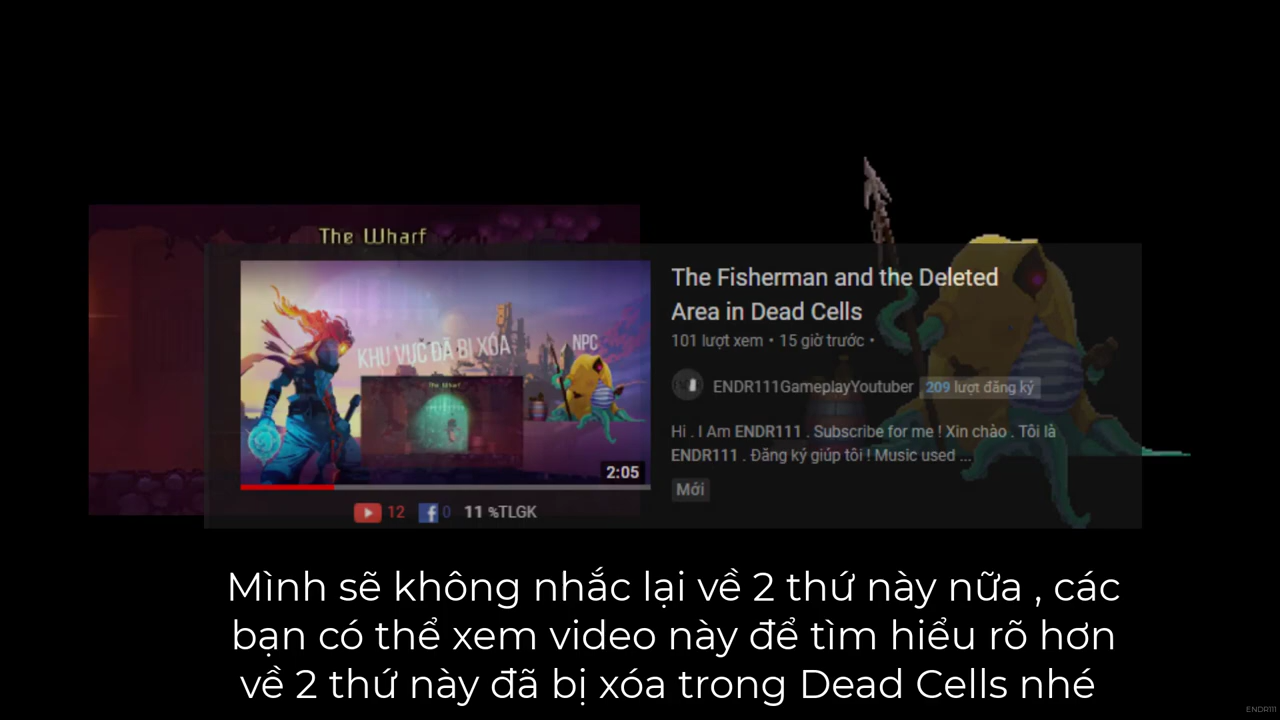 The Wharf
KHU VỰC ĐÃ BỊ XÓA
NPC
The Wharf
2:05
12 0 11 %TLGK
The Fisherman and the Deleted
Area in Dead Cells
101 lượt xem • 15 giờ trước •
ENDR111GameplayYoutuber 209 lượt đăng ký
Hi . I Am ENDR111 . Subscribe for me ! Xin chào . Tôi là
ENDR111 . Đăng ký giúp tôi ! Music used ...
Mới
Mình sẽ không nhắc lại về 2 thứ này nữa , các
bạn có thể xem video này để tìm hiểu rõ hơn
về 2 thứ này đã bị xóa trong Dead Cells nhé
ENDR111